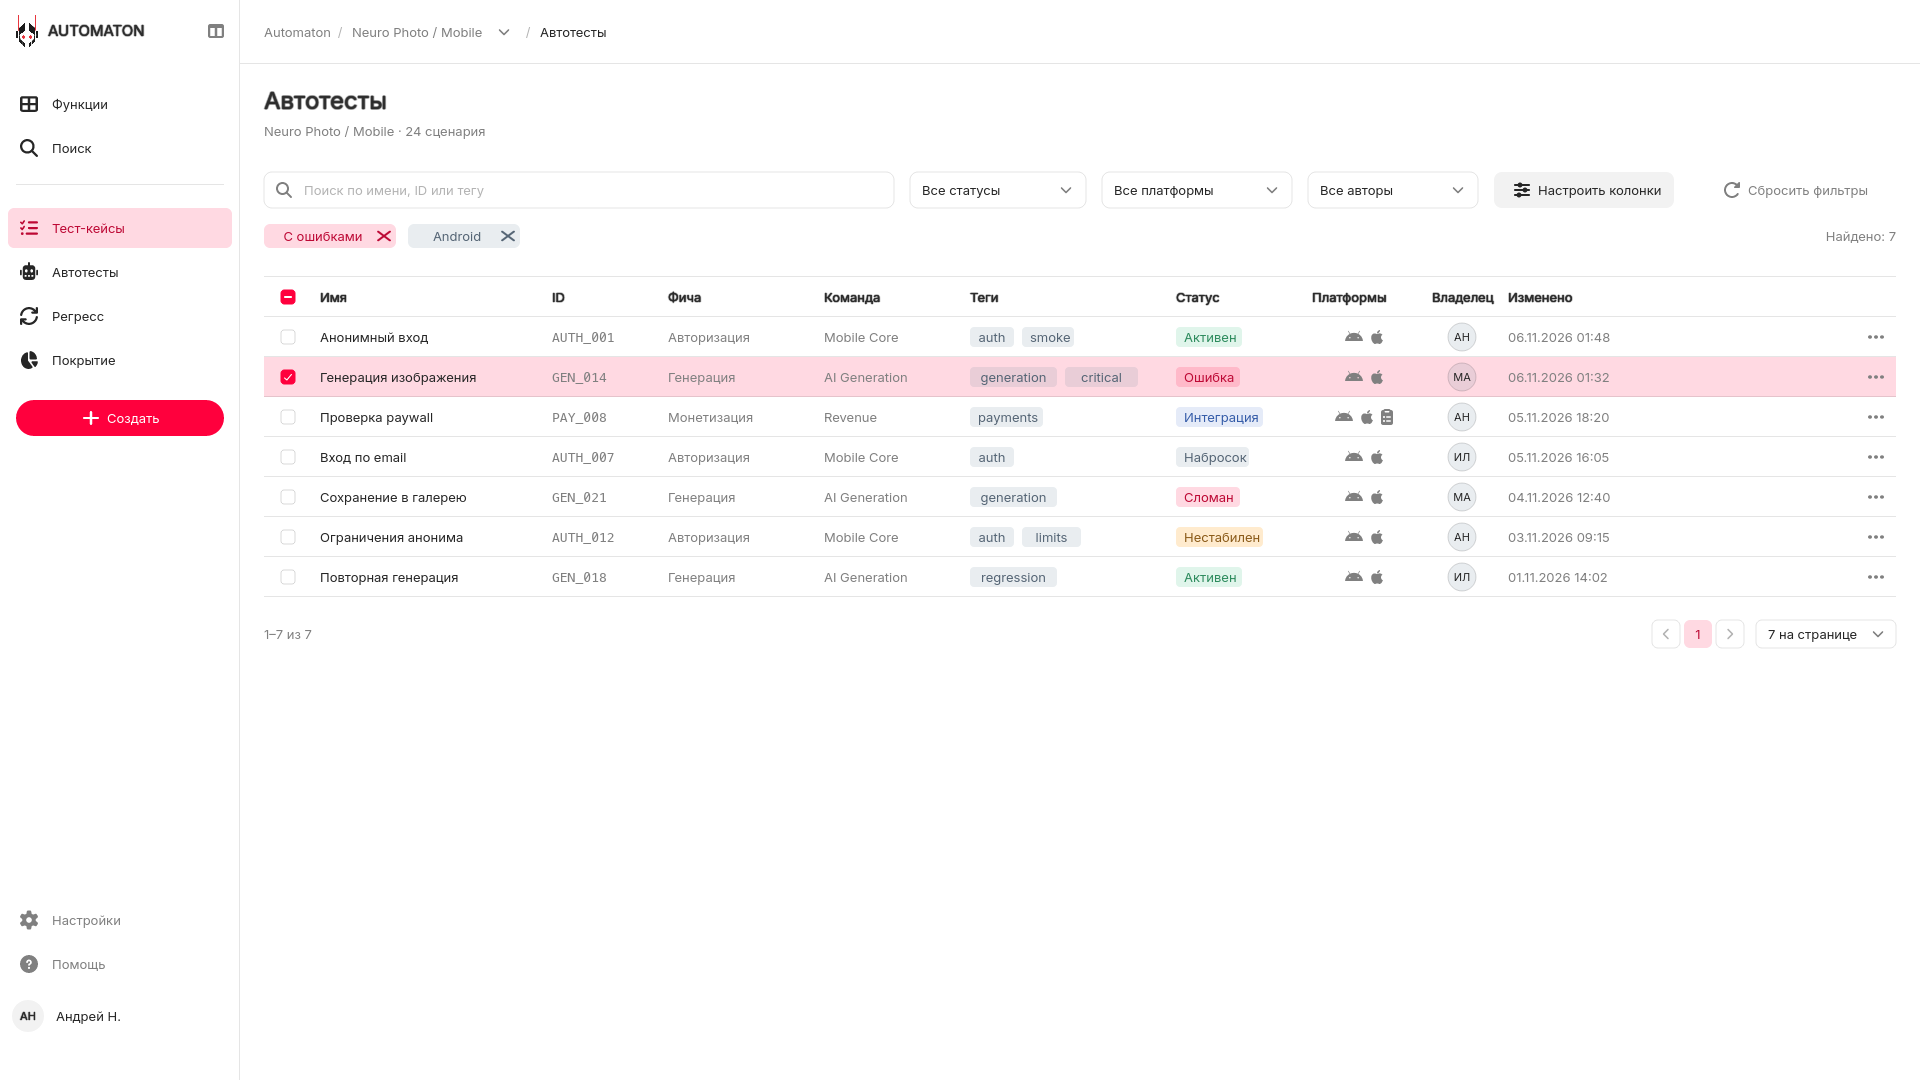 AUTOMATON
Automaton / Neuro Photo / Mobile / Автотесты
Функции
Поиск
Тест-кейсы
Автотесты
Регресс
Покрытие
Создать
Автотесты
Neuro Photo / Mobile · 24 сценария
Поиск по имени, ID или тегу
Все статусы
Все платформы
Все авторы
Настроить колонки
Сбросить фильтры
С ошибками
Android
Найдено: 7
Имя ID Фича Команда Теги Статус Платформы Владелец Изменено
Анонимный вход AUTH_001 Авторизация Mobile Core auth smoke Активен АН 06.11.2026 01:48
Генерация изображения GEN_014 Генерация AI Generation generation critical Ошибка МА 06.11.2026 01:32
Проверка paywall PAY_008 Монетизация Revenue payments Интеграция АН 05.11.2026 18:20
Вход по email AUTH_007 Авторизация Mobile Core auth Набросок ИЛ 05.11.2026 16:05
Сохранение в галерею GEN_021 Генерация AI Generation generation Сломан МА 04.11.2026 12:40
Ограничения анонима AUTH_012 Авторизация Mobile Core auth limits Нестабилен АН 03.11.2026 09:15
Повторная генерация GEN_018 Генерация AI Generation regression Активен ИЛ 01.11.2026 14:02
1–7 из 7
1
7 на странице
Настройки
Помощь
АН Андрей Н.